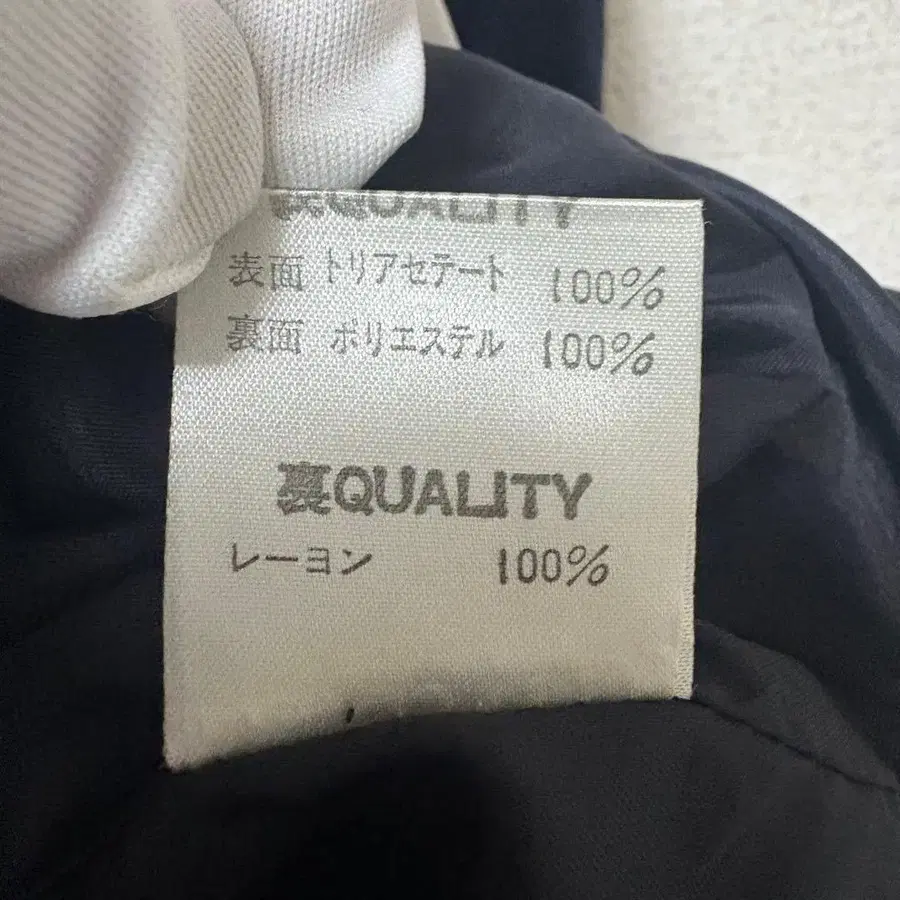 QUALITY
表面 トリアセテート 100%
裏面 ポリエステル 100%
裏QUALITY
レーヨン 100%